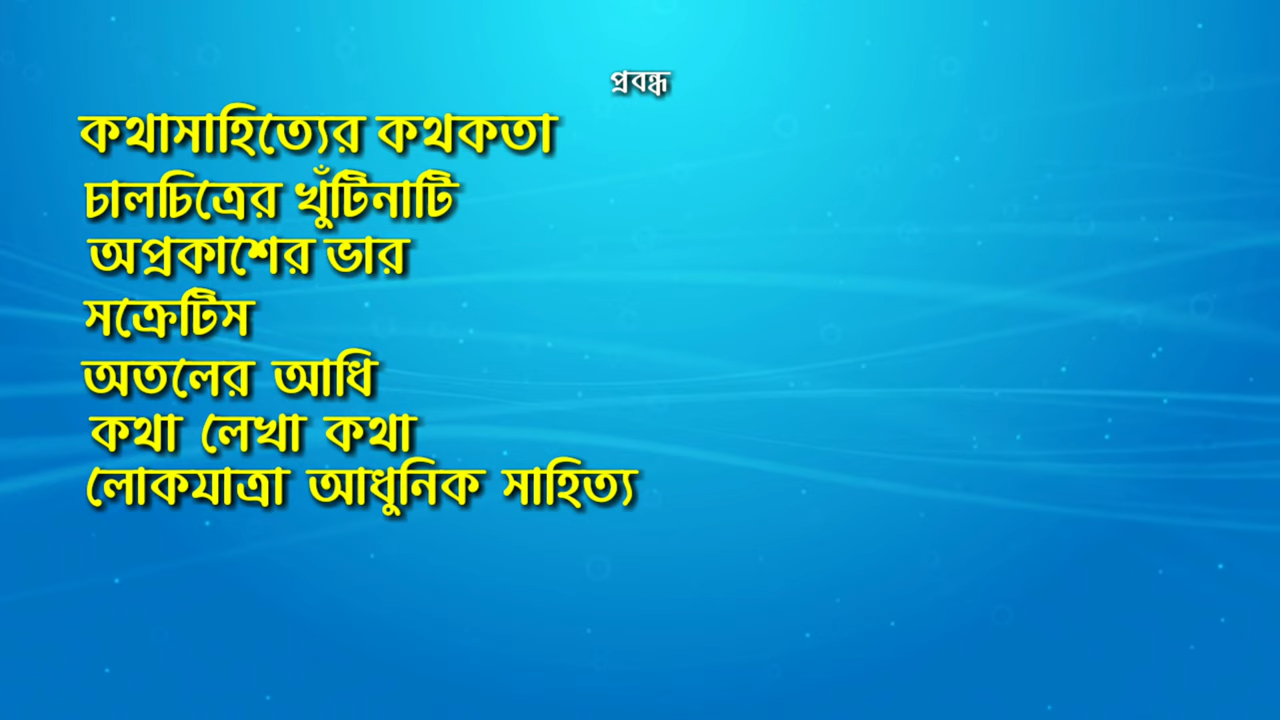 প্রবন্ধ
কথাসাহিত্যের কথকতা
চালচিত্রের খুঁটিনাটি
অপ্রকাশের ভার
সক্রেটিস
অতলের আধি
কথা লেখা কথা
লোকযাত্রা আধুনিক সাহিত্য